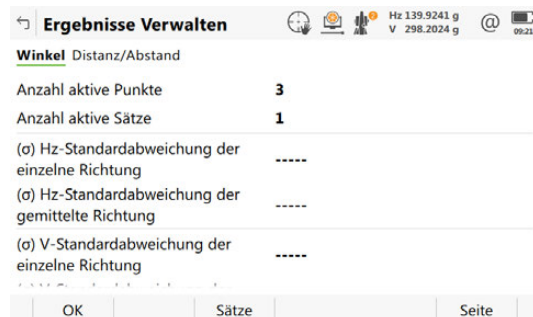 Ergebnisse Verwalten
Hz 139.9241 g
V 298.2024 g
@
09:21
Winkel Distanz/Abstand
Anzahl aktive Punkte 3
Anzahl aktive Sätze 1
(σ) Hz-Standardabweichung der
einzelne Richtung -----
(σ) Hz-Standardabweichung der
gemittelte Richtung -----
(σ) V-Standardabweichung der
einzelne Richtung -----
OK Sätze Seite